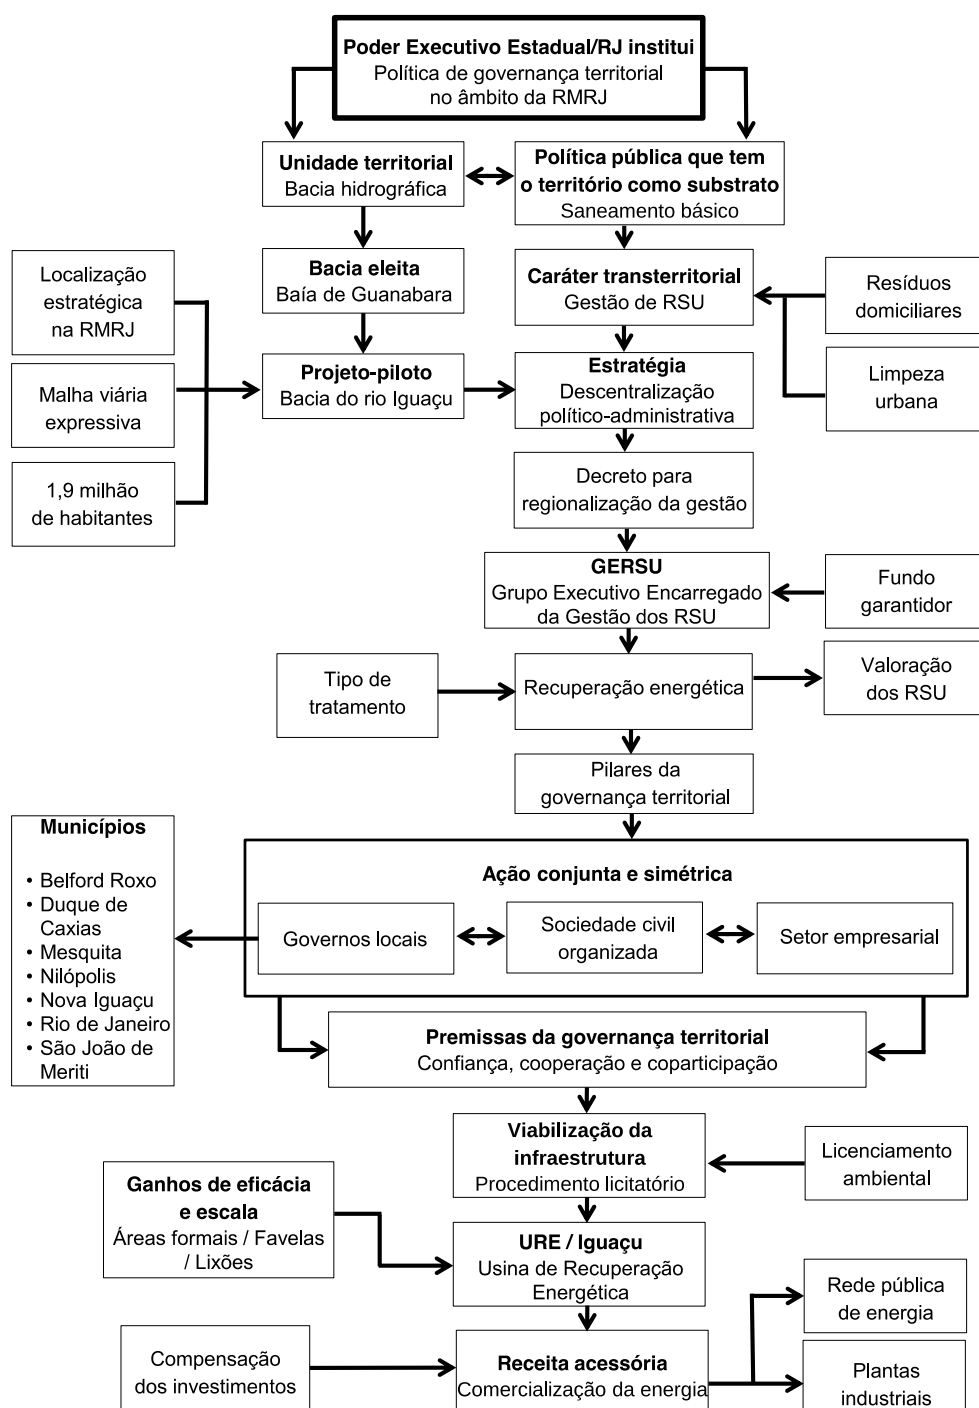 Poder Executivo Estadual/RJ institui
Política de governança territorial
no âmbito da RMRJ
Unidade territorial
Bacia hidrográfica
Política pública que tem
o território como substrato
Saneamento básico
Localização
estratégica
na RMRJ
Bacia eleita
Baía de Guanabara
Caráter transterritorial
Gestão de RSU
Resíduos
domiciliares
Malha viária
expressiva
Projeto-piloto
Bacia do rio Iguaçu
Estratégia
Descentralização
político-administrativa
Limpeza
urbana
1,9 milhão
de habitantes
Decreto para
regionalização da gestão
GERSU
Grupo Executivo Encarregado
da Gestão dos RSU
Fundo
garantidor
Tipo de
tratamento
Recuperação energética
Valoração
dos RSU
Pilares da
governança territorial
Municípios
• Belford Roxo
• Duque de
Caxias
• Mesquita
• Nilópolis
• Nova Iguaçu
• Rio de Janeiro
• São João de
Meriti
Ação conjunta e simétrica
Governos locais
Sociedade civil
organizada
Setor empresarial
Premissas da governança territorial
Confiança, cooperação e coparticipação
Viabilização da
infraestrutura
Procedimento licitatório
Licenciamento
ambiental
Ganhos de eficácia
e escala
Áreas formais / Favelas
/ Lixões
URE / Iguaçu
Usina de Recuperação
Energética
Rede pública
de energia
Compensação
dos investimentos
Receita acessória
Comercialização da energia
Plantas
industriais